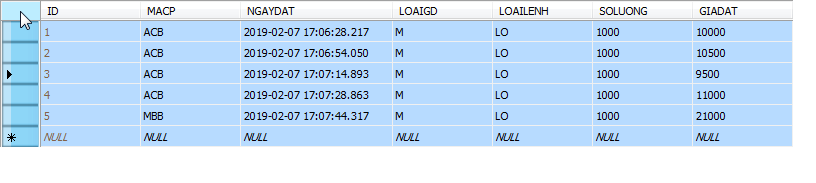 ID MACP NGAYDAT LOAIGD LOAILENH SOLUONG GIADAT
1 ACB 2019-02-07 17:06:28.217 M LO 1000 10000
2 ACB 2019-02-07 17:06:54.050 M LO 1000 10500
3 ACB 2019-02-07 17:07:14.893 M LO 1000 9500
4 ACB 2019-02-07 17:07:28.863 M LO 1000 11000
5 MBB 2019-02-07 17:07:44.317 M LO 1000 21000
NULL NULL NULL NULL NULL NULL NULL